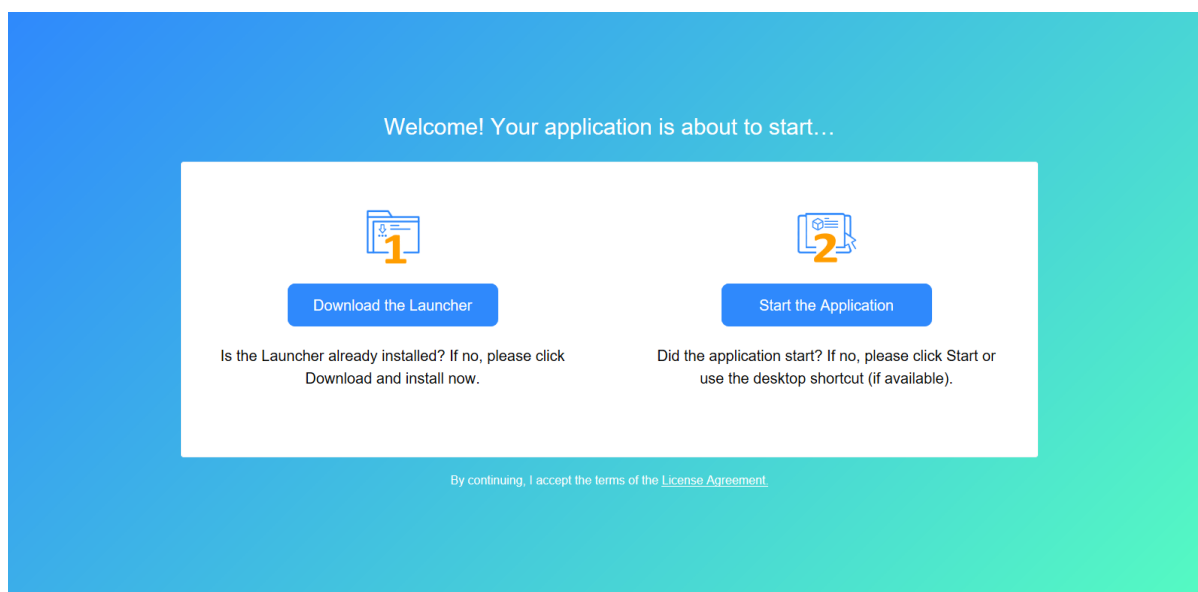 Welcome! Your application is about to start…
1
Download the Launcher
Is the Launcher already installed? If no, please click
Download and install now.
2
Start the Application
Did the application start? If no, please click Start or
use the desktop shortcut (if available).
By continuing, I accept the terms of the License Agreement.